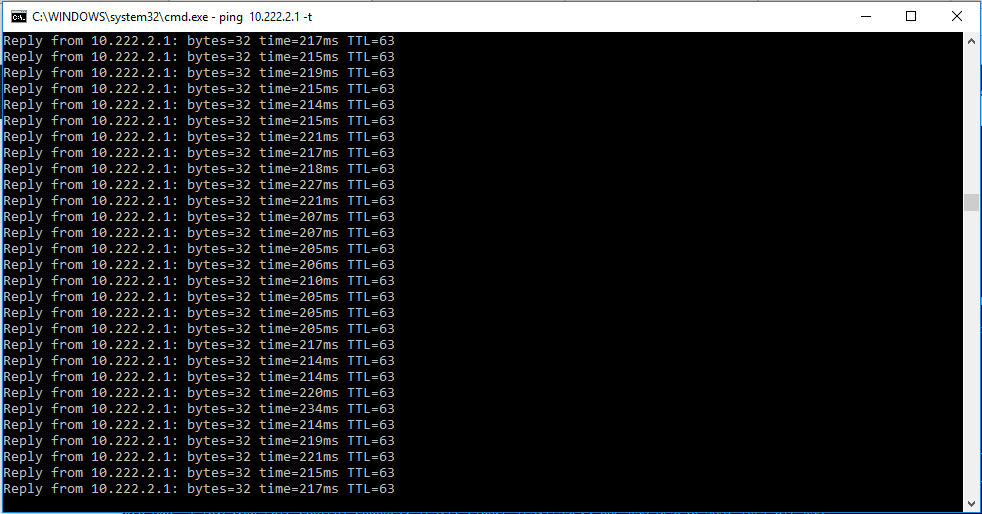 C:\WINDOWS\system32\cmd.exe - ping  10.222.2.1 -t
Reply from 10.222.2.1: bytes=32 time=217ms TTL=63
Reply from 10.222.2.1: bytes=32 time=215ms TTL=63
Reply from 10.222.2.1: bytes=32 time=219ms TTL=63
Reply from 10.222.2.1: bytes=32 time=215ms TTL=63
Reply from 10.222.2.1: bytes=32 time=214ms TTL=63
Reply from 10.222.2.1: bytes=32 time=215ms TTL=63
Reply from 10.222.2.1: bytes=32 time=221ms TTL=63
Reply from 10.222.2.1: bytes=32 time=217ms TTL=63
Reply from 10.222.2.1: bytes=32 time=218ms TTL=63
Reply from 10.222.2.1: bytes=32 time=227ms TTL=63
Reply from 10.222.2.1: bytes=32 time=221ms TTL=63
Reply from 10.222.2.1: bytes=32 time=207ms TTL=63
Reply from 10.222.2.1: bytes=32 time=207ms TTL=63
Reply from 10.222.2.1: bytes=32 time=205ms TTL=63
Reply from 10.222.2.1: bytes=32 time=206ms TTL=63
Reply from 10.222.2.1: bytes=32 time=210ms TTL=63
Reply from 10.222.2.1: bytes=32 time=205ms TTL=63
Reply from 10.222.2.1: bytes=32 time=205ms TTL=63
Reply from 10.222.2.1: bytes=32 time=205ms TTL=63
Reply from 10.222.2.1: bytes=32 time=217ms TTL=63
Reply from 10.222.2.1: bytes=32 time=214ms TTL=63
Reply from 10.222.2.1: bytes=32 time=214ms TTL=63
Reply from 10.222.2.1: bytes=32 time=220ms TTL=63
Reply from 10.222.2.1: bytes=32 time=234ms TTL=63
Reply from 10.222.2.1: bytes=32 time=214ms TTL=63
Reply from 10.222.2.1: bytes=32 time=219ms TTL=63
Reply from 10.222.2.1: bytes=32 time=221ms TTL=63
Reply from 10.222.2.1: bytes=32 time=215ms TTL=63
Reply from 10.222.2.1: bytes=32 time=217ms TTL=63